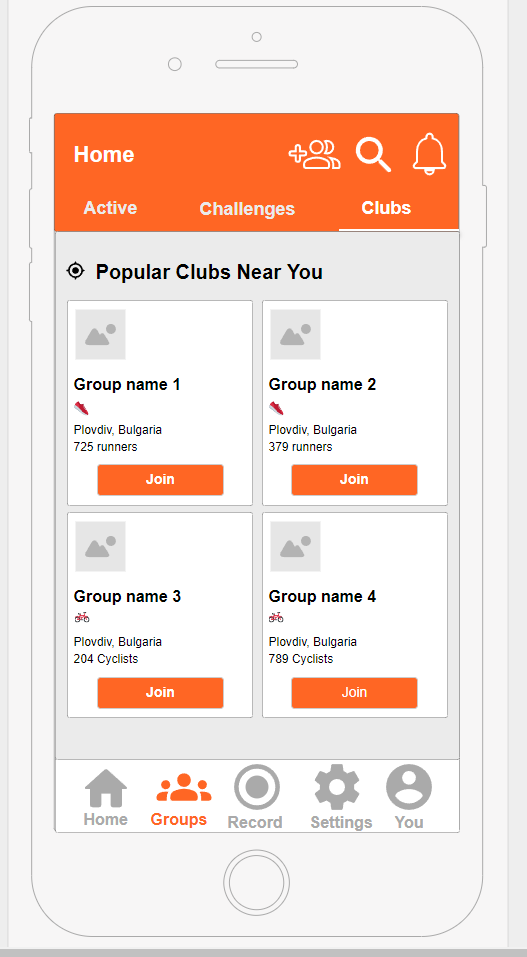 Home
Active Challenges Clubs
Popular Clubs Near You
Group name 1
Plovdiv, Bulgaria
725 runners
Join
Group name 2
Plovdiv, Bulgaria
379 runners
Join
Group name 3
Plovdiv, Bulgaria
204 Cyclists
Join
Group name 4
Plovdiv, Bulgaria
789 Cyclists
Join
Home Groups Record Settings You